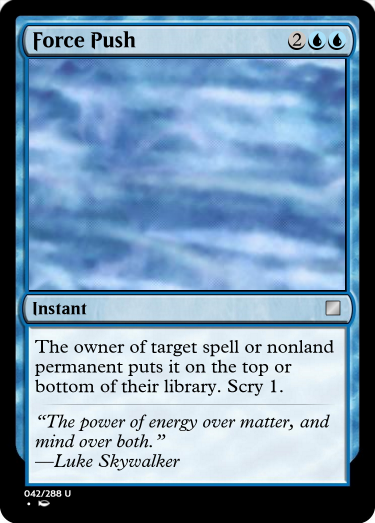 Force Push 2
Instant
The owner of target spell or nonland
permanent puts it on the top or
bottom of their library. Scry 1.
“The power of energy over matter, and
mind over both.”
—Luke Skywalker
042/288 U